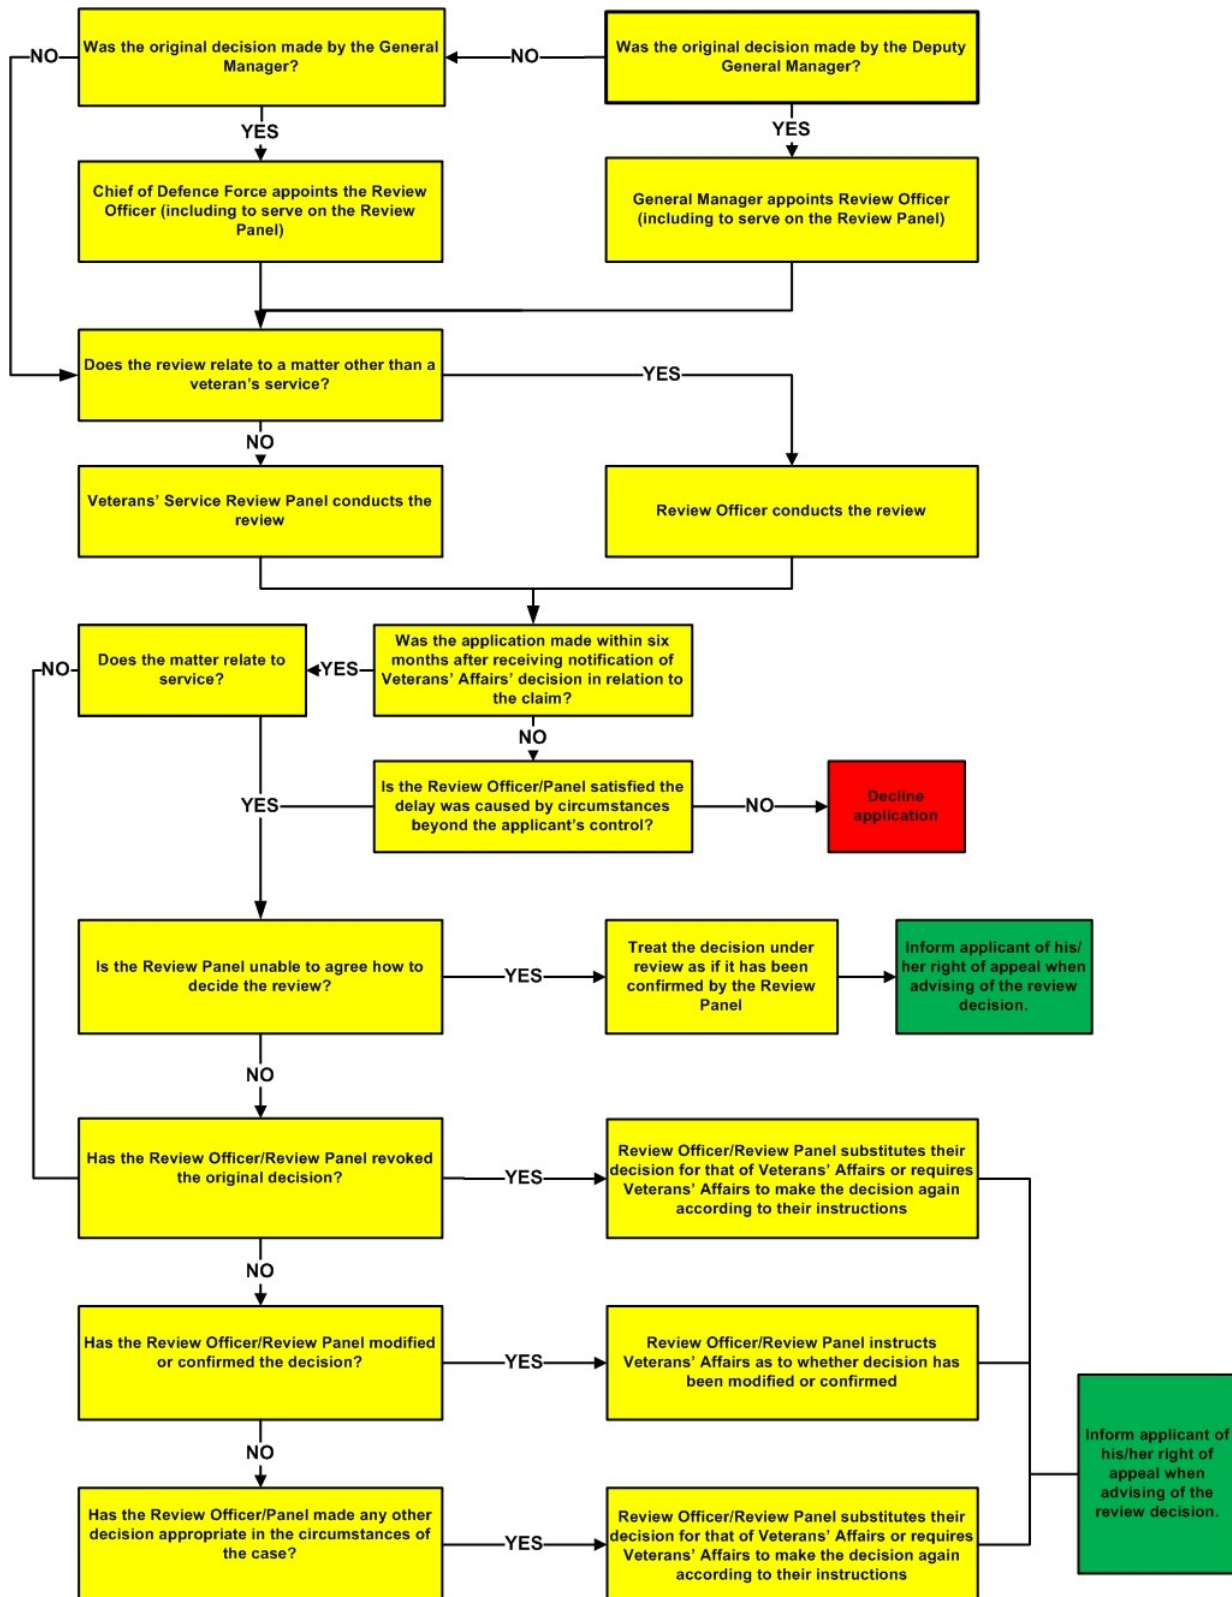 Was the original decision made by the General
Manager?
NO
NO
Was the original decision made by the Deputy
General Manager?
YES
YES
Chief of Defence Force appoints the Review
Officer (including to serve on the Review
Panel)
General Manager appoints Review Officer
(including to serve on the Review Panel)
Does the review relate to a matter other than a
veteran's service?
YES
NO
Veterans' Service Review Panel conducts the
review
Review Officer conducts the review
NO
Does the matter relate to
service?
YES
Was the application made within six
months after receiving notification of
Veterans' Affairs' decision in relation to
the claim?
NO
YES
Is the Review Officer/Panel satisfied the
delay was caused by circumstances
beyond the applicant's control?
NO
Decline
application
Is the Review Panel unable to agree how to
decide the review?
YES
Treat the decision under
review as if it has been
confirmed by the Review
Panel
Inform applicant of his/
her right of appeal when
advising of the review
decision.
NO
Has the Review Officer/Review Panel revoked
the original decision?
YES
Review Officer/Review Panel substitutes their
decision for that of Veterans' Affairs or requires
Veterans' Affairs to make the decision again
according to their instructions
NO
Has the Review Officer/Review Panel modified
or confirmed the decision?
YES
Review Officer/Review Panel instructs
Veterans' Affairs as to whether decision has
been modified or confirmed
NO
Has the Review Officer/Panel made any other
decision appropriate in the circumstances of
the case?
YES
Review Officer/Review Panel substitutes their
decision for that of Veterans' Affairs or requires
Veterans' Affairs to make the decision again
according to their instructions
Inform applicant of
his/her right of
appeal when
advising of the
review decision.